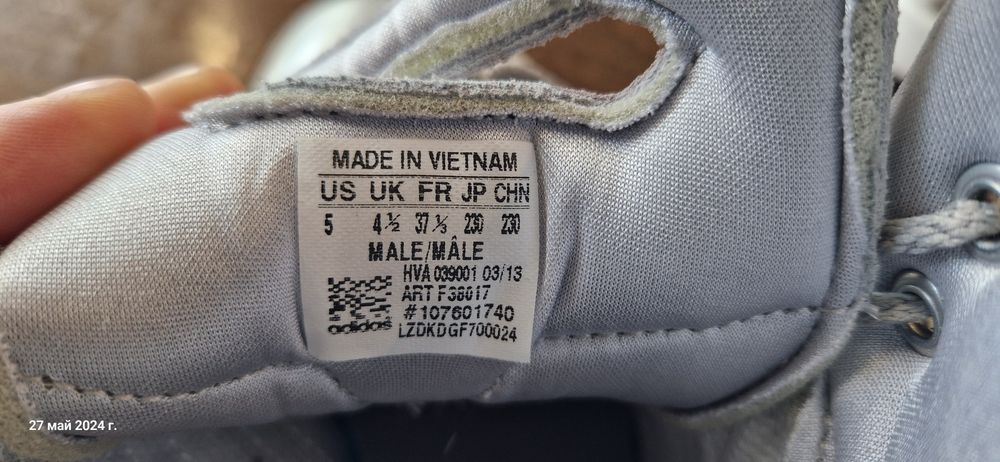 MADE IN VIETNAM
US UK FR JP CHN
5 4½ 37⅓ 230 230
MALE/MÂLE
HVA 039001 03/13
ART F38017
#107601740
adidas LZDKDGF700024
27 май 2024 г.